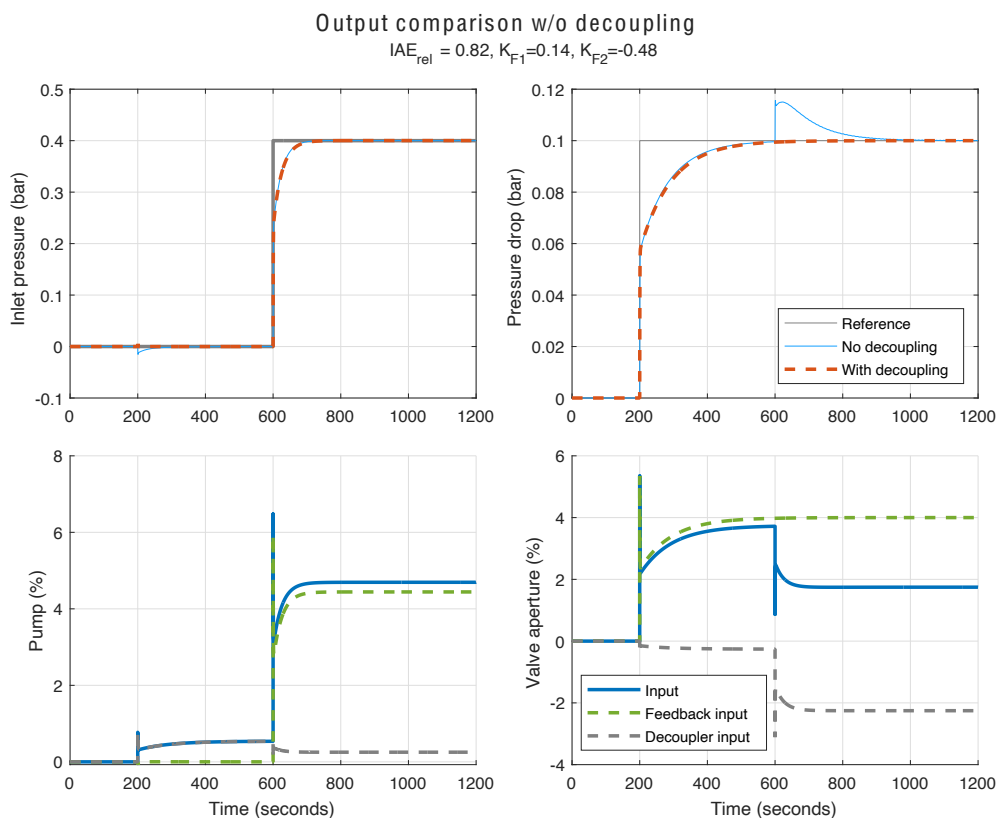 Output comparison w/o decoupling
IAE_rel = 0.82, K_F1=0.14, K_F2=-0.48
Inlet pressure (bar)
0.5
0.4
0.3
0.2
0.1
0
-0.1
0 200 400 600 800 1000 1200
Pressure drop (bar)
0.12
0.1
0.08
0.06
0.04
0.02
0
Reference
No decoupling
With decoupling
0 200 400 600 800 1000 1200
Pump (%)
8
6
4
2
0
0 200 400 600 800 1000 1200
Time (seconds)
Valve aperture (%)
6
4
2
0
-2
-4
Input
Feedback input
Decoupler input
0 200 400 600 800 1000 1200
Time (seconds)